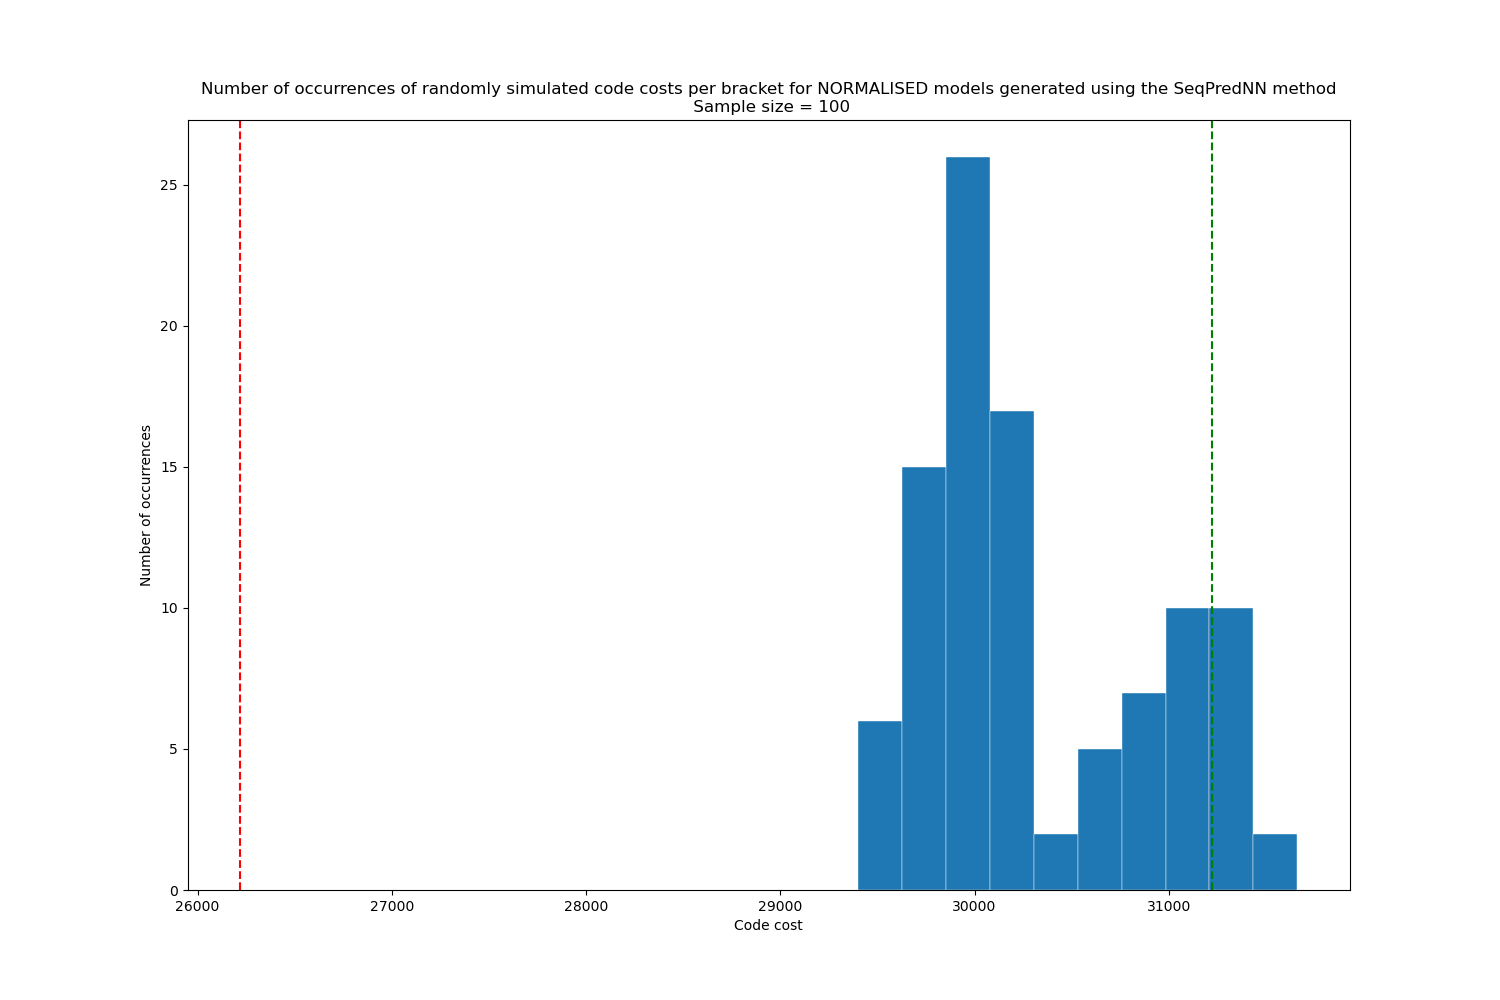 Number of occurrences of randomly simulated code costs per bracket for NORMALISED models generated using the SeqPredNN method
Sample size = 100
25
20
15
10
5
0
Number of occurrences
26000 27000 28000 29000 30000 31000
Code cost